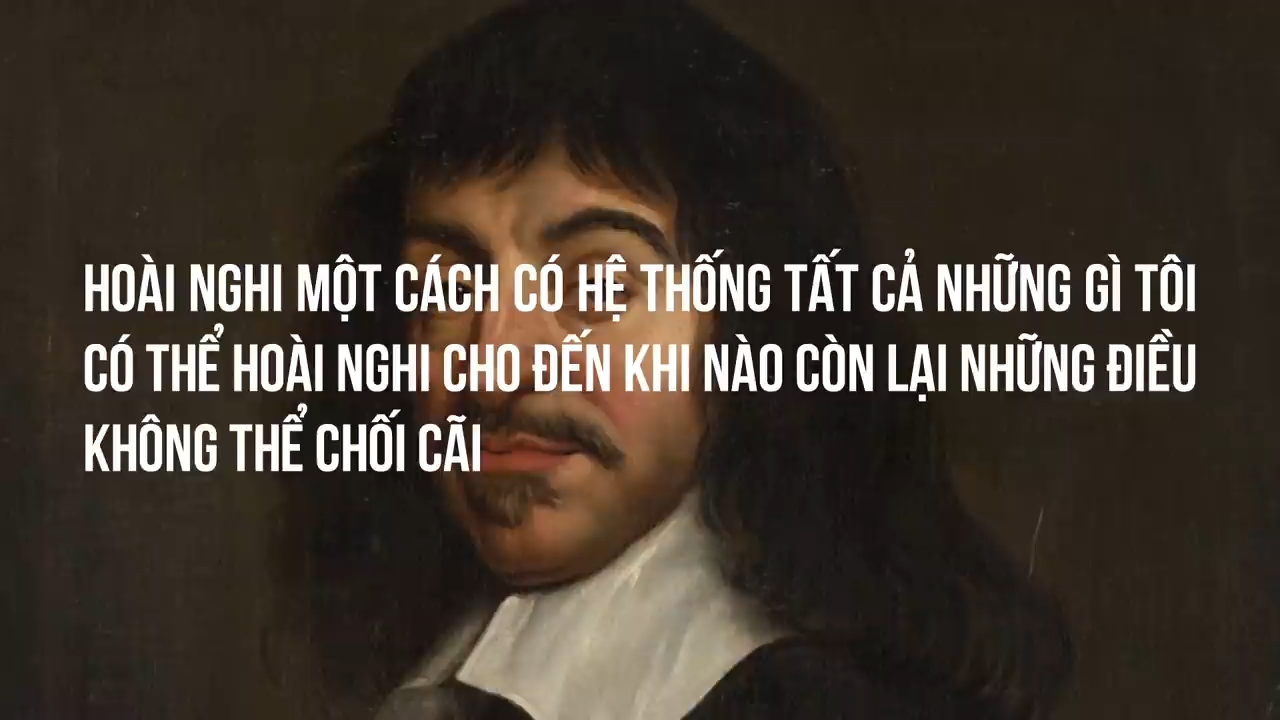 HOÀI NGHI MỘT CÁCH CÓ HỆ THỐNG TẤT CẢ NHỮNG GÌ TÔI
CÓ THỂ HOÀI NGHI CHO ĐẾN KHI NÀO CÒN LẠI NHỮNG ĐIỀU
KHÔNG THỂ CHỐI CÃI